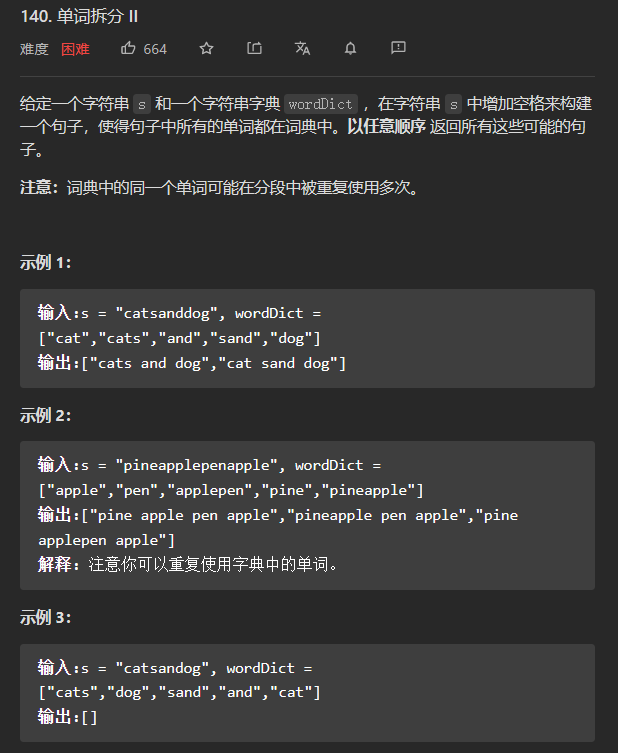 140. 单词拆分 II
难度 困难 664
给定一个字符串 s 和一个字符串字典 wordDict ，在字符串 s 中增加空格来构建
一个句子，使得句子中所有的单词都在词典中。以任意顺序 返回所有这些可能的句
子。
注意：词典中的同一个单词可能在分段中被重复使用多次。
示例 1：
输入:s = "catsanddog", wordDict =
["cat","cats","and","sand","dog"]
输出:["cats and dog","cat sand dog"]
示例 2：
输入:s = "pineapplepenapple", wordDict =
["apple","pen","applepen","pine","pineapple"]
输出:["pine apple pen apple","pineapple pen apple","pine
applepen apple"]
解释: 注意你可以重复使用字典中的单词。
示例 3：
输入:s = "catsandog", wordDict =
["cats","dog","sand","and","cat"]
输出:[]